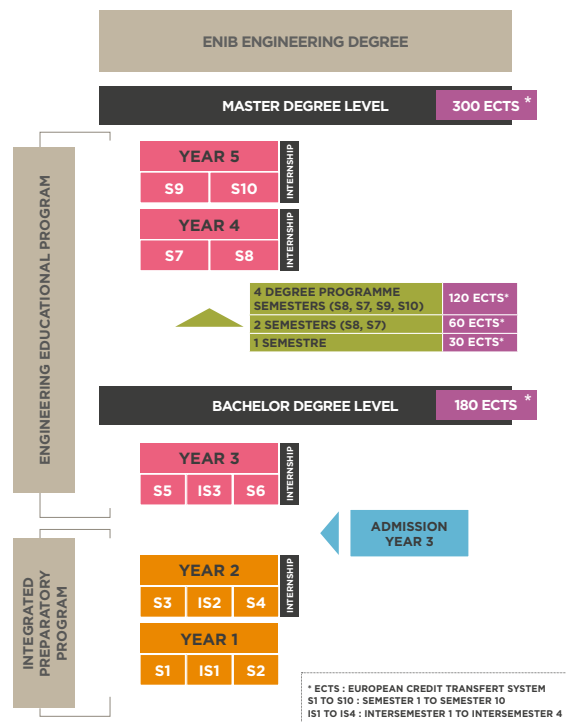 ENIB ENGINEERING DEGREE
MASTER DEGREE LEVEL 300 ECTS *
ENGINEERING EDUCATIONAL PROGRAM
YEAR 5
S9 S10
INTERNSHIP
YEAR 4
S7 S8
INTERNSHIP
4 DEGREE PROGRAMME
SEMESTERS (S8, S7, S9, S10) 120 ECTS*
2 SEMESTERS (S8, S7) 60 ECTS*
1 SEMESTRE 30 ECTS*
BACHELOR DEGREE LEVEL 180 ECTS *
YEAR 3
S5 IS3 S6
INTERNSHIP
ADMISSION
YEAR 3
INTEGRATED
PREPARATORY
PROGRAM
YEAR 2
S3 IS2 S4
INTERNSHIP
YEAR 1
S1 IS1 S2
* ECTS : EUROPEAN CREDIT TRANSFERT SYSTEM
S1 TO S10 : SEMESTER 1 TO SEMESTER 10
IS1 TO IS4 : INTERSEMESTER 1 TO INTERSEMESTER 4